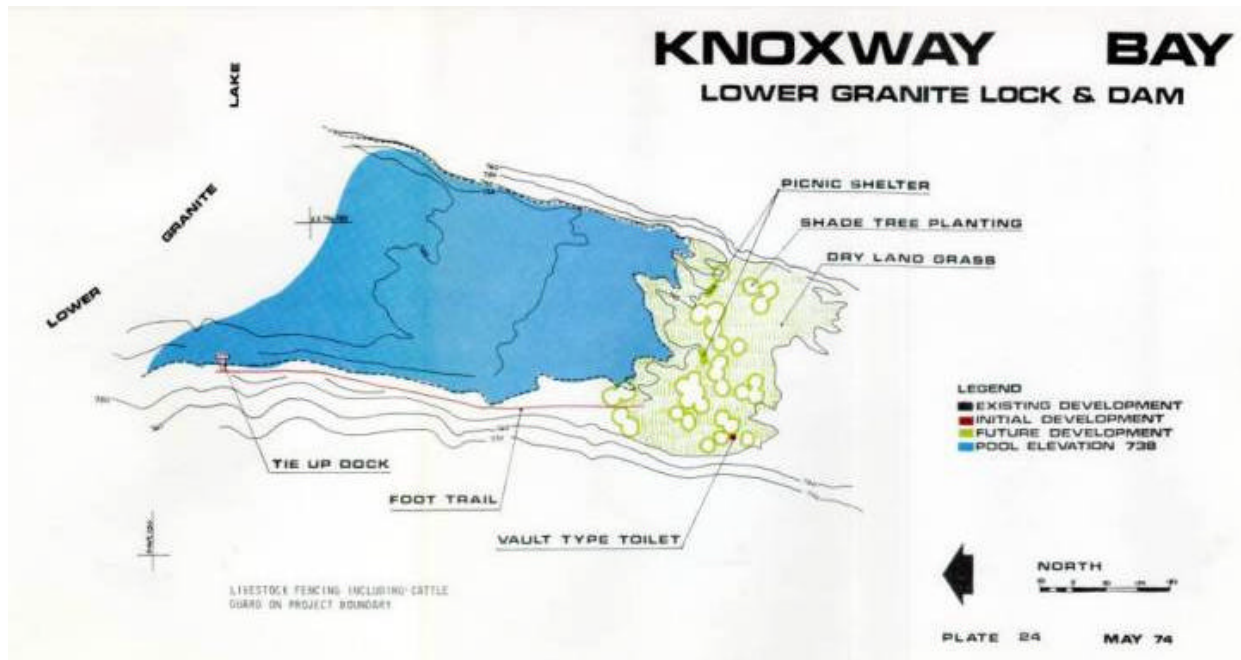 KNOXWAY BAY
LOWER GRANITE LOCK & DAM
LOWER GRANITE LAKE
PICNIC SHELTER
SHADE TREE PLANTING
DRY LAND GRASS
LEGEND
EXISTING DEVELOPMENT
INITIAL DEVELOPMENT
FUTURE DEVELOPMENT
POOL ELEVATION 738
760
TIE UP DOCK
FOOT TRAIL
VAULT TYPE TOILET
LIVESTOCK FENCING INCLUDING CATTLE
GUARD ON PROJECT BOUNDARY.
NORTH
PLATE 24 MAY 74